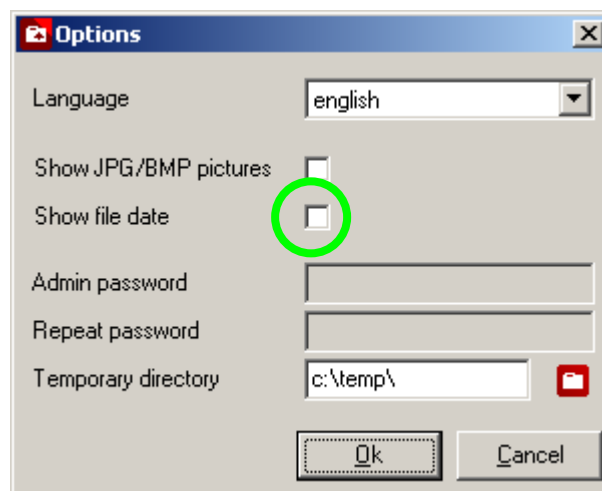 Options
Language english
Show JPG/BMP pictures
Show file date
Admin password
Repeat password
Temporary directory c:\temp\
Ok Cancel